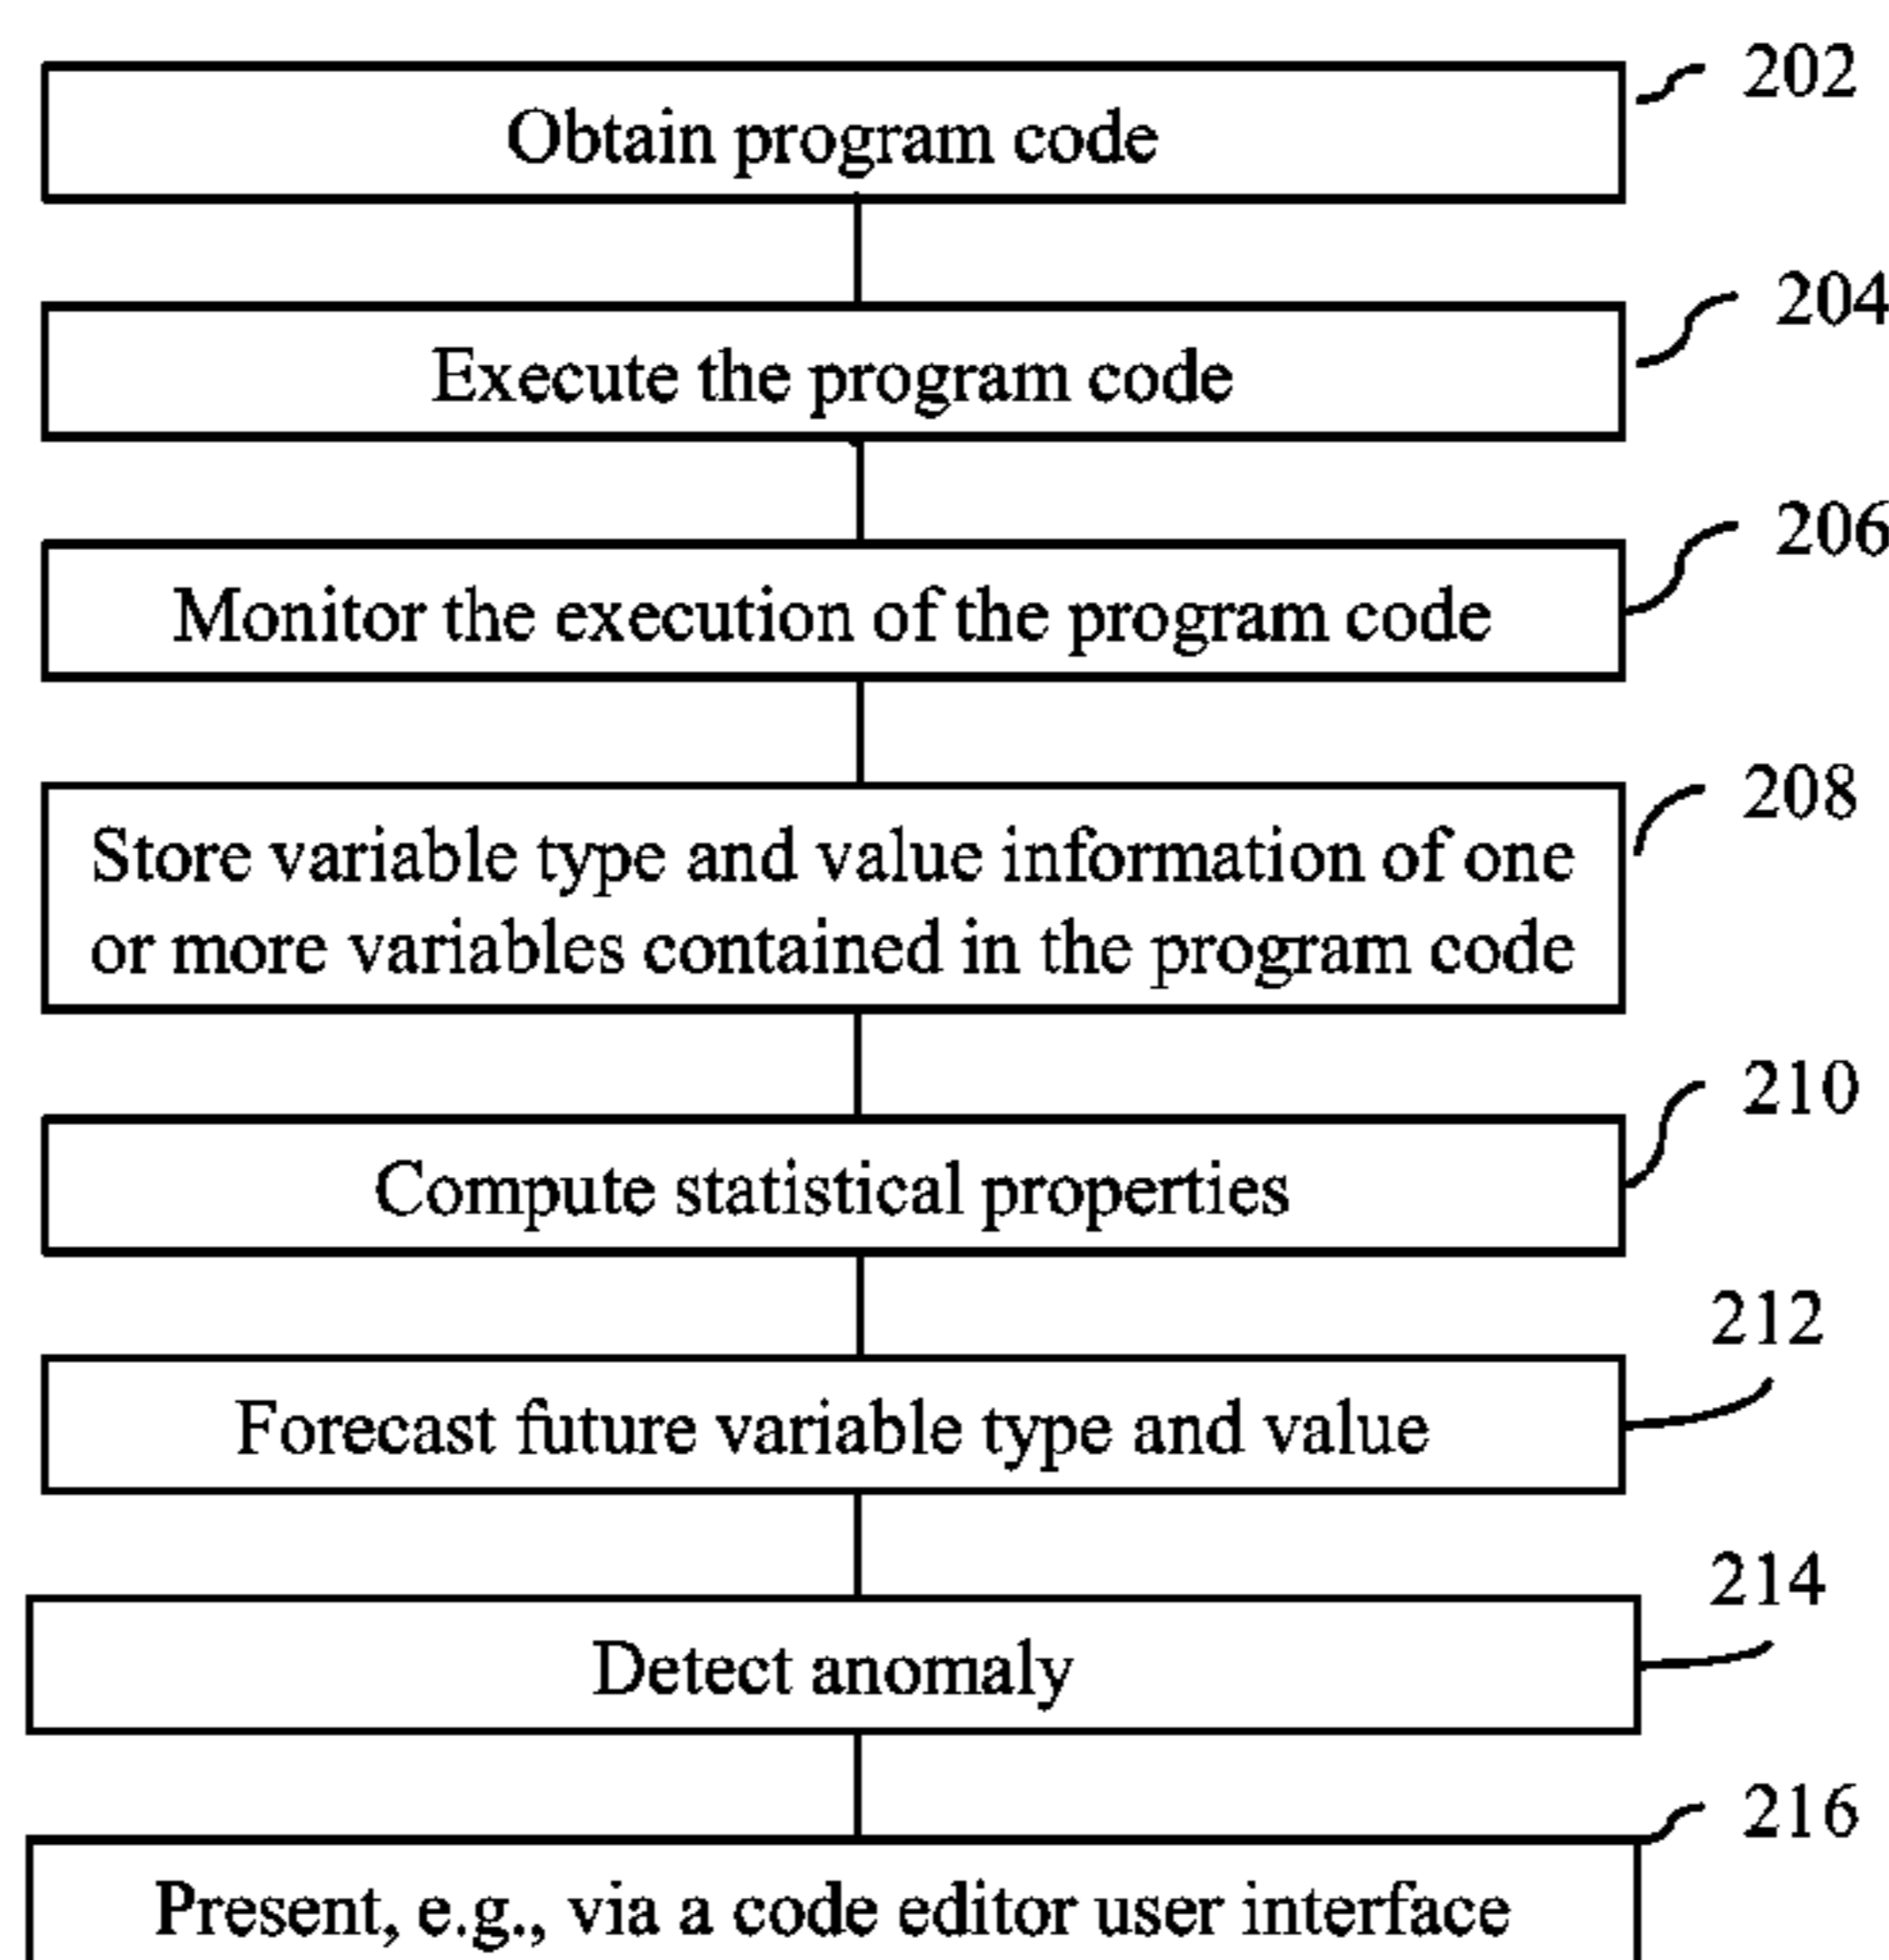 202
Obtain program code
204
Execute the program code
206
Monitor the execution of the program code
208
Store variable type and value information of one
or more variables contained in the program code
210
Compute statistical properties
212
Forecast future variable type and value
214
Detect anomaly
216
Present, e.g., via a code editor user interface